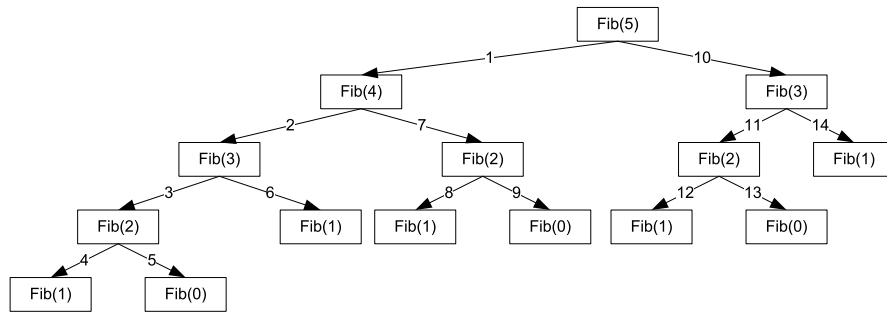 Fib(5)
1 10
Fib(4) Fib(3)
2 7 11 14
Fib(3) Fib(2) Fib(2) Fib(1)
3 6 8 9 12 13
Fib(2) Fib(1) Fib(1) Fib(0) Fib(1) Fib(0)
4 5
Fib(1) Fib(0)